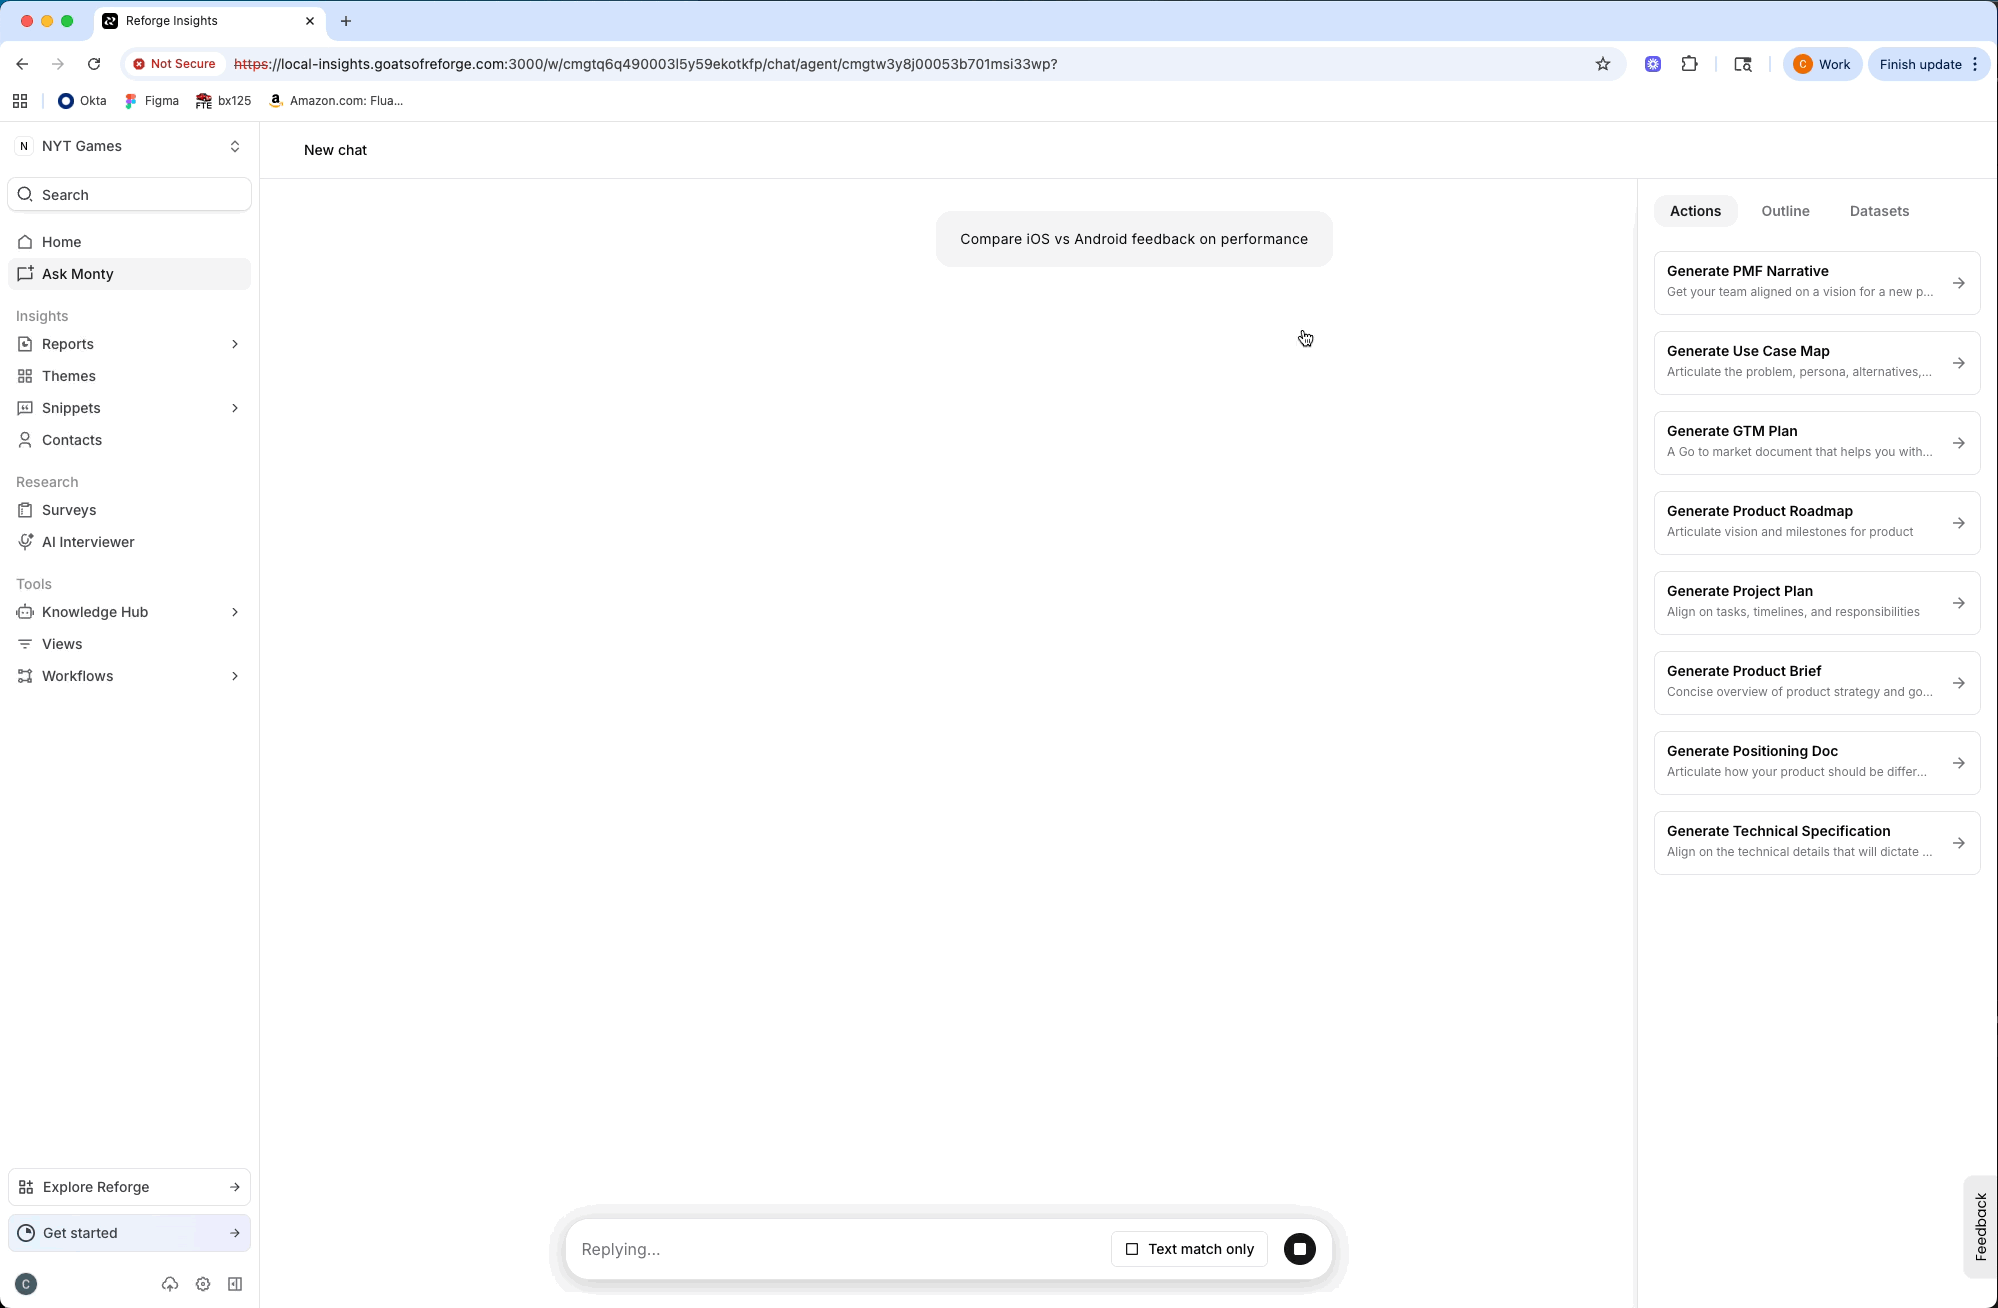 Reforge Insights
Not Secure
https://local-insights.goatsofreforge.com:3000/w/cmgtq6q490003l5y59ekotkfp/chat/agent/cmgtw3y8j00053b701msi33wp?
C
Work
Finish update
Okta
Figma
FTE
bx125
a
Amazon.com: Flua...
N
NYT Games
Search
Home
Ask Monty
Insights
Reports
Themes
Snippets
Contacts
Research
Surveys
AI Interviewer
Tools
Knowledge Hub
Views
Workflows
Explore Reforge
Get started
C
New chat
Compare iOS vs Android feedback on performance
Replying...
Text match only
Actions
Outline
Datasets
Generate PMF Narrative
Get your team aligned on a vision for a new p...
Generate Use Case Map
Articulate the problem, persona, alternatives,...
Generate GTM Plan
A Go to market document that helps you with...
Generate Product Roadmap
Articulate vision and milestones for product
Generate Project Plan
Align on tasks, timelines, and responsibilities
Generate Product Brief
Concise overview of product strategy and go...
Generate Positioning Doc
Articulate how your product should be differ...
Generate Technical Specification
Align on the technical details that will dictate ...
Feedback